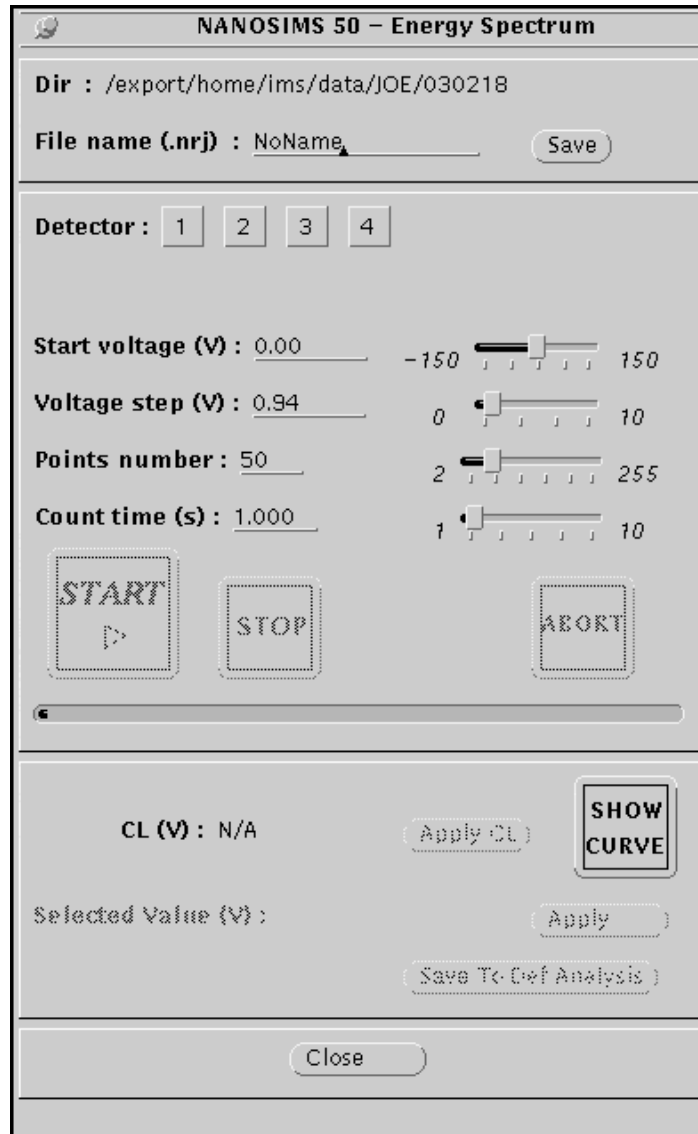 NANOSIMS 50 – Energy Spectrum
Dir : /export/home/ims/data/JOE/030218
File name (.nrj) : NoName Save
Detector : 1 2 3 4
Start voltage (V) : 0.00 -150 150
Voltage step (V) : 0.94 0 10
Points number : 50 2 255
Count time (s) : 1.000 1 10
START STOP ABORT
CL (V) : N/A Apply CL SHOW CURVE
Selected Value (V) : Apply
Save To Def Analysis
Close